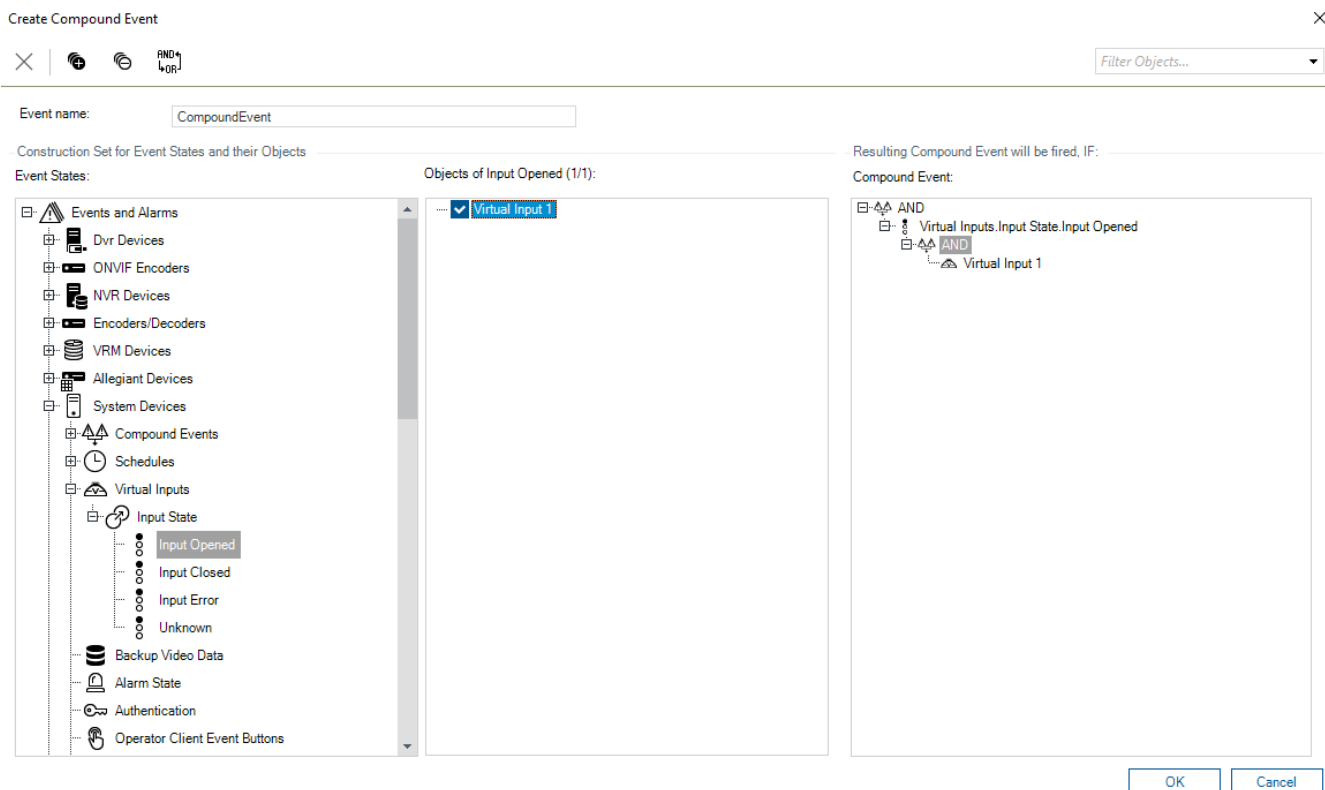 Create Compound Event
AND
OR
Filter Objects...
Event name:
CompoundEvent
Construction Set for Event States and their Objects
Resulting Compound Event will be fired, IF:
Event States:
Objects of Input Opened (1/1):
Compound Event:
Events and Alarms
Dvr Devices
ONVIF Encoders
NVR Devices
Encoders/Decoders
VRM Devices
Allegiant Devices
System Devices
Compound Events
Schedules
Virtual Inputs
Input State
Input Opened
Input Closed
Input Error
Unknown
Backup Video Data
Alarm State
Authentication
Operator Client Event Buttons
Virtual Input 1
AND
Virtual Inputs.Input State.Input Opened
AND
Virtual Input 1
OK
Cancel